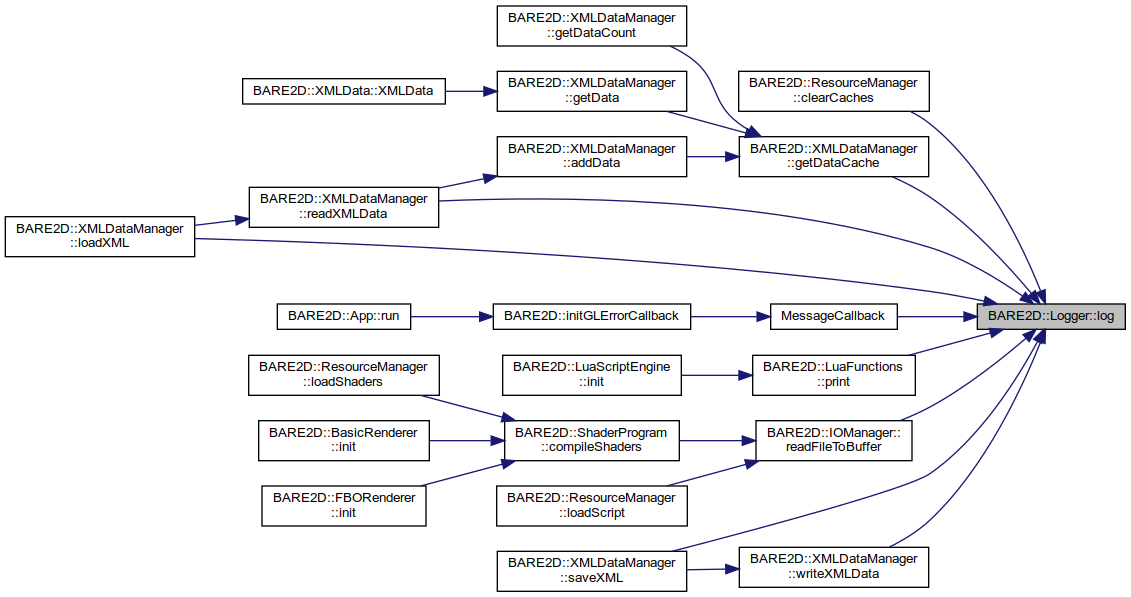 BARE2D::XMLDataManager
::getDataCount
BARE2D::XMLData::XMLData
BARE2D::XMLDataManager
::getData
BARE2D::ResourceManager
::clearCaches
BARE2D::XMLDataManager
::addData
BARE2D::XMLDataManager
::getDataCache
BARE2D::XMLDataManager
::readXMLData
BARE2D::XMLDataManager
::loadXML
BARE2D::App::run
BARE2D::initGLErrorCallback
MessageCallback
BARE2D::Logger::log
BARE2D::ResourceManager
::loadShaders
BARE2D::LuaScriptEngine
::init
BARE2D::LuaFunctions
::print
BARE2D::BasicRenderer
::init
BARE2D::ShaderProgram
::compileShaders
BARE2D::IOManager::
readFileToBuffer
BARE2D::FBORenderer
::init
BARE2D::ResourceManager
::loadScript
BARE2D::XMLDataManager
::saveXML
BARE2D::XMLDataManager
::writeXMLData